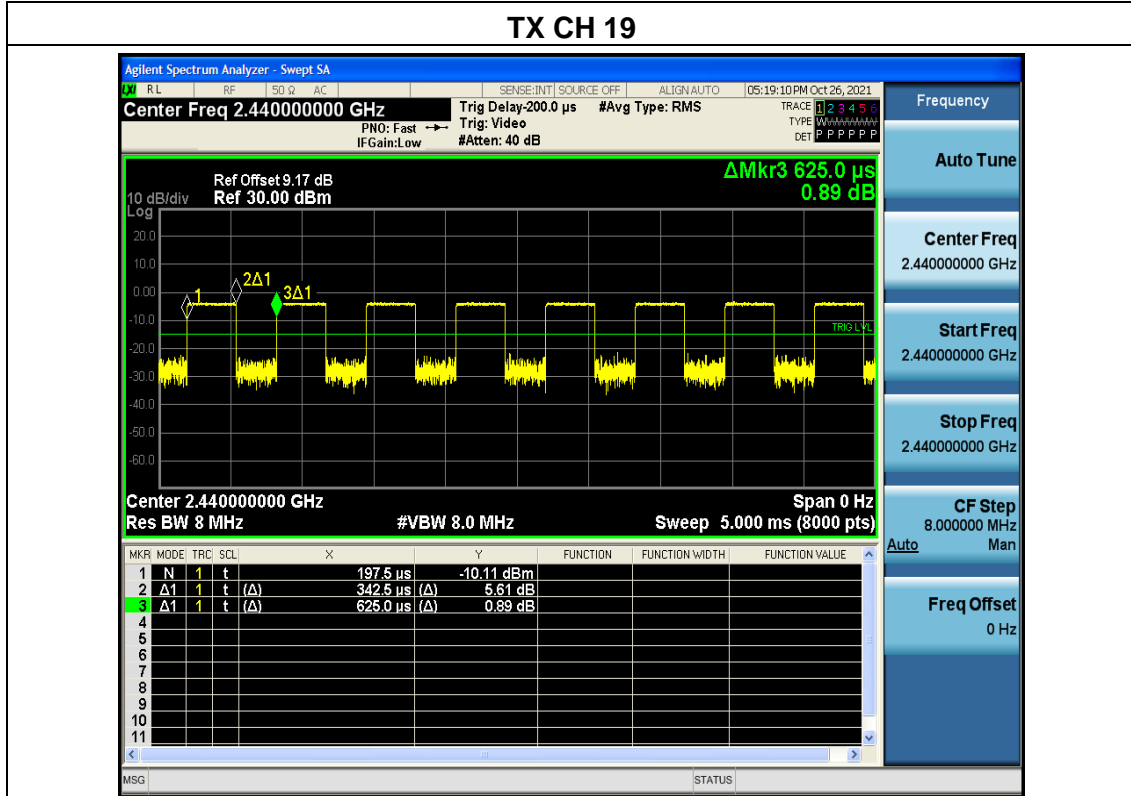 TX CH 19
Agilent Spectrum Analyzer - Swept SA
LXI RL RF 50 Ω AC SENSE:INT SOURCE OFF ALIGN AUTO 05:19:10 PM Oct 26, 2021
Center Freq 2.440000000 GHz
PNO: Fast
IFGain:Low
Trig Delay-200.0 µs
Trig: Video
#Atten: 40 dB
#Avg Type: RMS
TRACE 1 2 3 4 5 6
TYPE WWWWWW
DET P P P P P P
ΔMkr3 625.0 µs
0.89 dB
Ref Offset 9.17 dB
10 dB/div Ref 30.00 dBm
Log
20.0
10.0
0.00
-10.0
-20.0
-30.0
-40.0
-50.0
-60.0
1
2Δ1
3Δ1
TRIG LVL
Center 2.440000000 GHz Span 0 Hz
Res BW 8 MHz #VBW 8.0 MHz Sweep 5.000 ms (8000 pts)
MKR MODE TRC SCL X Y FUNCTION FUNCTION WIDTH FUNCTION VALUE
1 N 1 t 197.5 µs -10.11 dBm
2 Δ1 1 t (Δ) 342.5 µs (Δ) 5.61 dB
3 Δ1 1 t (Δ) 625.0 µs (Δ) 0.89 dB
4
5
6
7
8
9
10
11
MSG STATUS
Frequency
Auto Tune
Center Freq
2.440000000 GHz
Start Freq
2.440000000 GHz
Stop Freq
2.440000000 GHz
CF Step
8.000000 MHz
Auto Man
Freq Offset
0 Hz